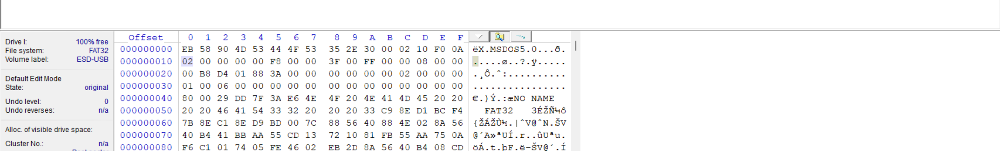 Drive I: 100% free
File system: FAT32
Volume label: ESD-USB
Default Edit Mode
State: original
Undo level: 0
Undo reverses: n/a
Alloc. of visible drive space:
Cluster No.: n/a
Offset 0 1 2 3 4 5 6 7 8 9 A B C D E F
000000000 EB 58 90 4D 53 44 4F 53 35 2E 30 00 02 10 F0 0A ëX.MSDOS5.0...ð.
000000010 02 00 00 00 00 F8 00 00 3F 00 FF 00 00 08 00 00 .....ø..?.ÿ.....
000000020 00 B8 D4 01 88 3A 00 00 00 00 00 00 02 00 00 00 .¸Ô.ˆ:..........
000000030 01 00 06 00 00 00 00 00 00 00 00 00 00 00 00 00 ................
000000040 80 00 29 DD 7F 3A E6 4E 4F 20 4E 41 4D 45 20 20 €.)Ý.:æNO NAME
000000050 20 20 46 41 54 33 32 20 20 20 33 C9 8E D1 BC F4 FAT32   3ÉŽÑ¼ô
000000060 7B 8E C1 8E D9 BD 00 7C 88 56 40 88 4E 02 8A 56 {ŽÁŽÙ½.|ˆV@ˆN.ŠV
000000070 40 B4 41 BB AA 55 CD 13 72 10 81 FB 55 AA 75 0A @´A»ªUÍ.r..ûUªu.
000000080 F6 C1 01 74 05 FE 46 02 EB 2D 8A 56 40 B4 08 CD öÁ.t.þF.ë-ŠV@´.Í